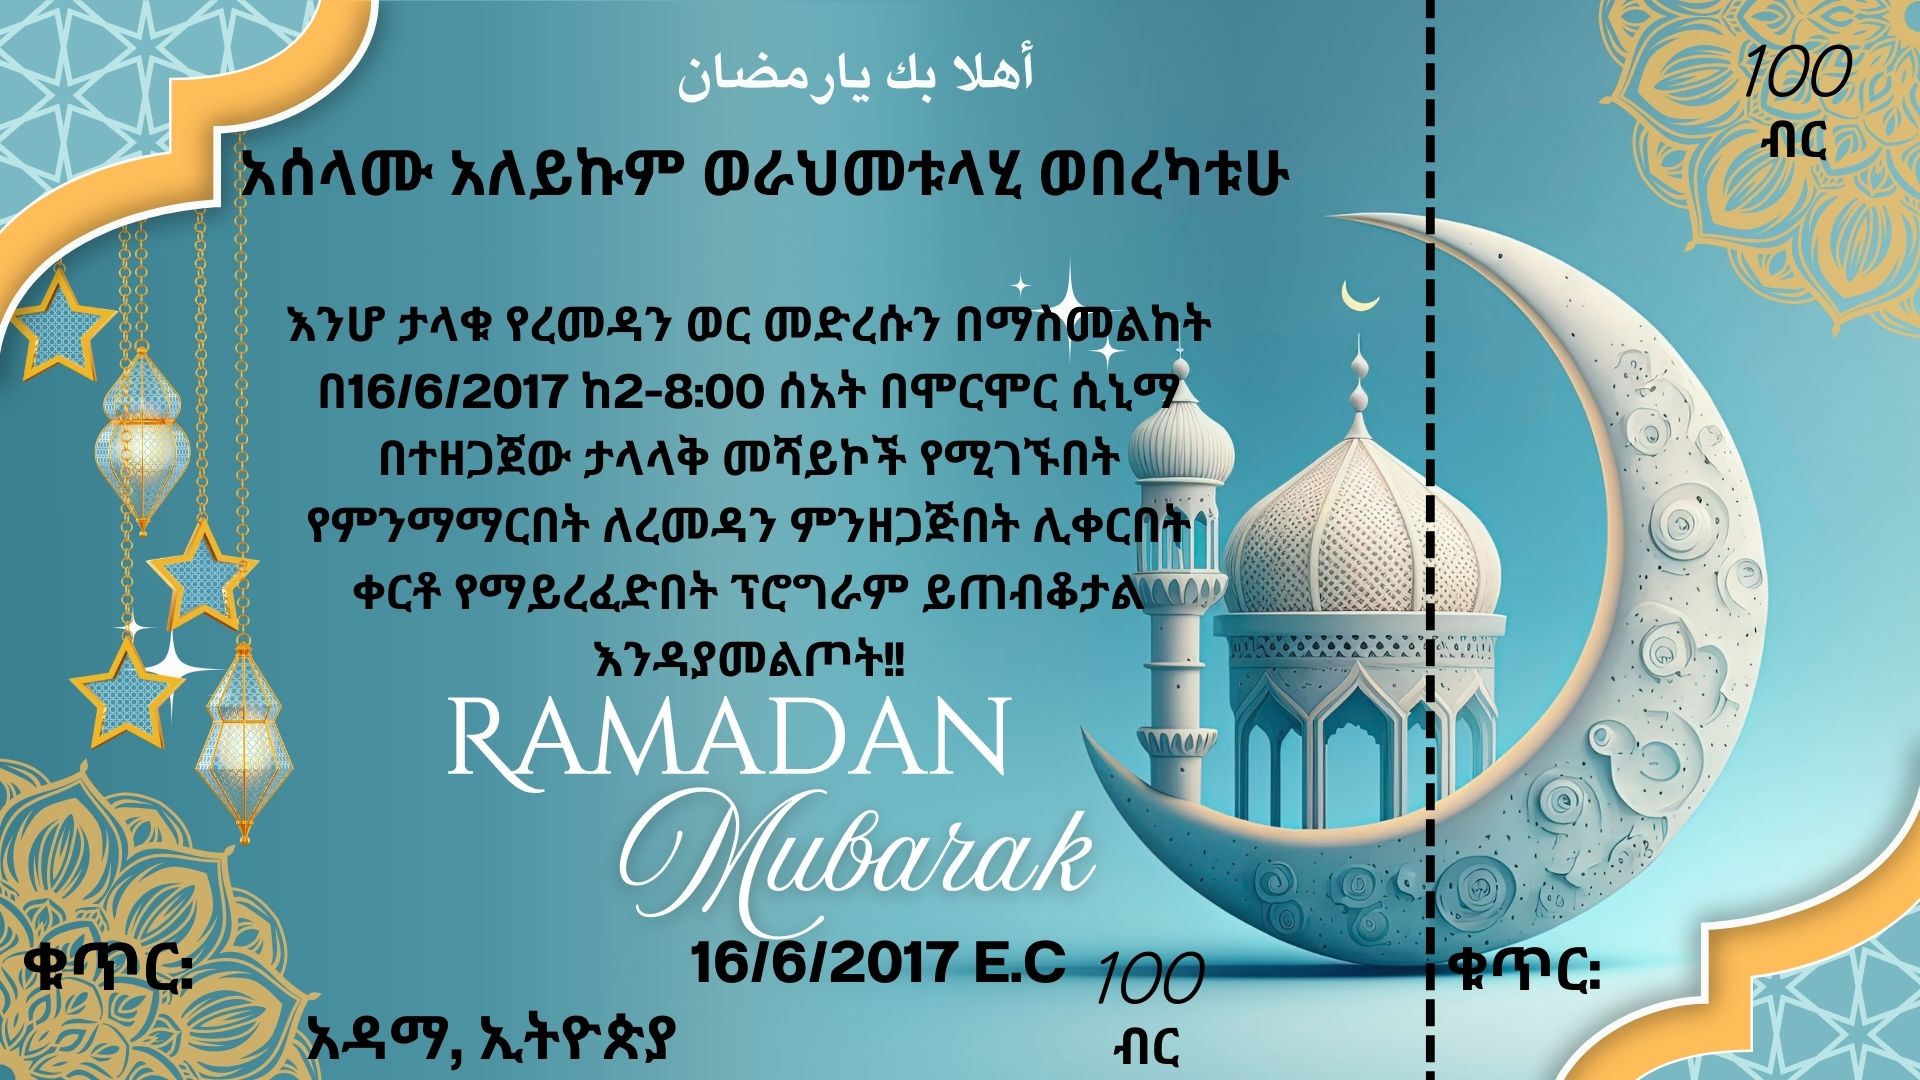 أهلا بك يارمضان
አሰላሙ አለይኩም ወራህመቱላሂ ወበረካቱሁ
እንሆ ታላቁ የረመዳን ወር መድረሱን በማስመልከት
በ16/6/2017 ከ2-8:00 ሰአት በሞርሞር ሲኒማ
በተዘጋጀው ታላላቅ መሻይኮች የሚገኙበት
የምንማማርበት ለረመዳን ምንዘጋጅበት ሊቀርበት
ቀርቶ የማይረፈድበት ፕሮግራም ይጠብቆታል
እንዳያመልጦት!!
RAMADAN
Mubarak
16/6/2017 E.C
100
ብር
ቁጥር:
አዳማ, ኢትዮጵያ
100
ብር
ቁጥር: